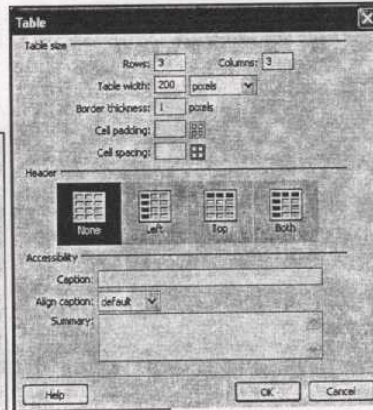 Table
Table size
Rows: 3 Columns: 3
Table width: 200 pixels
Border thickness: 1 pixels
Cell padding:
Cell spacing:
Header
None Left Top Both
Accessibility
Caption:
Align caption: default
Summary:
Help OK Cancel